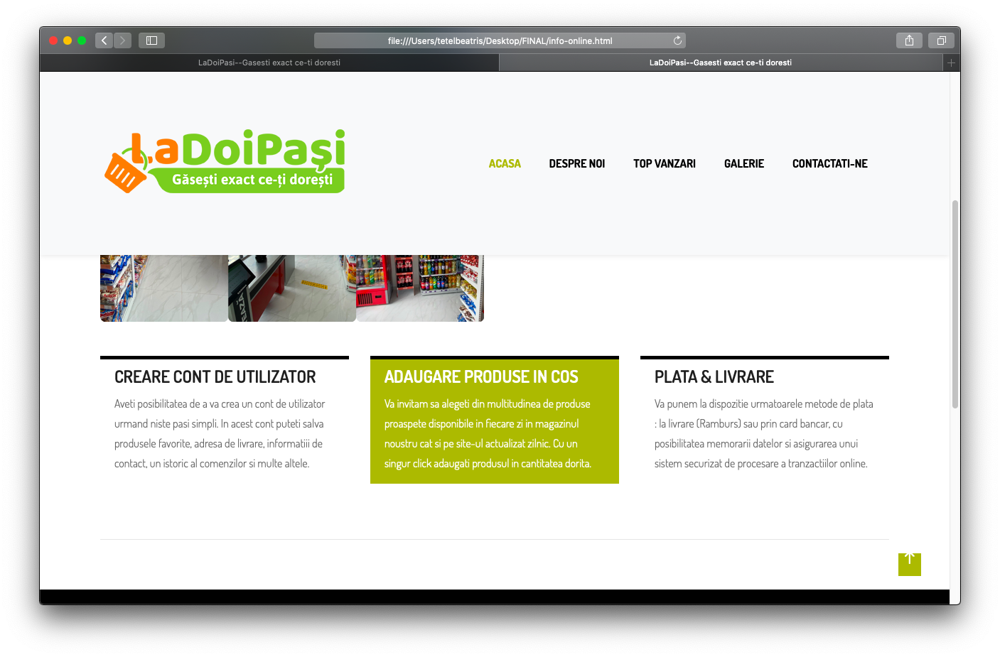 file:///Users/tetelbeatris/Desktop/FINAL/info-online.html
LaDoiPasi--Gasesti exact ce-ti doresti
LaDoiPasi--Gasesti exact ce-ti doresti
LaDoiPași
Găsești exact ce-ți dorești
ACASA
DESPRE NOI
TOP VANZARI
GALERIE
CONTACTATI-NE
CREARE CONT DE UTILIZATOR
Aveti posibilitatea de a va crea un cont de utilizator
urmand niste pasi simpli. In acest cont puteti salva
produsele favorite, adresa de livrare, informatiii de
contact, un istoric al comenzilor si multe altele.
ADAUGARE PRODUSE IN COS
Va invitam sa alegeti din multitudinea de produse
proaspete disponibile in fiecare zi in magazinul
noustru cat si pe site-ul actualizat zilnic. Cu un
singur click adaugati produsul in cantitatea dorita.
PLATA & LIVRARE
Va punem la dispozitie urmatoarele metode de plata
: la livrare (Ramburs) sau prin card bancar, cu
posibilitatea memorarii datelor si asigurarea unui
sistem securizat de procesare a tranzactiilor online.